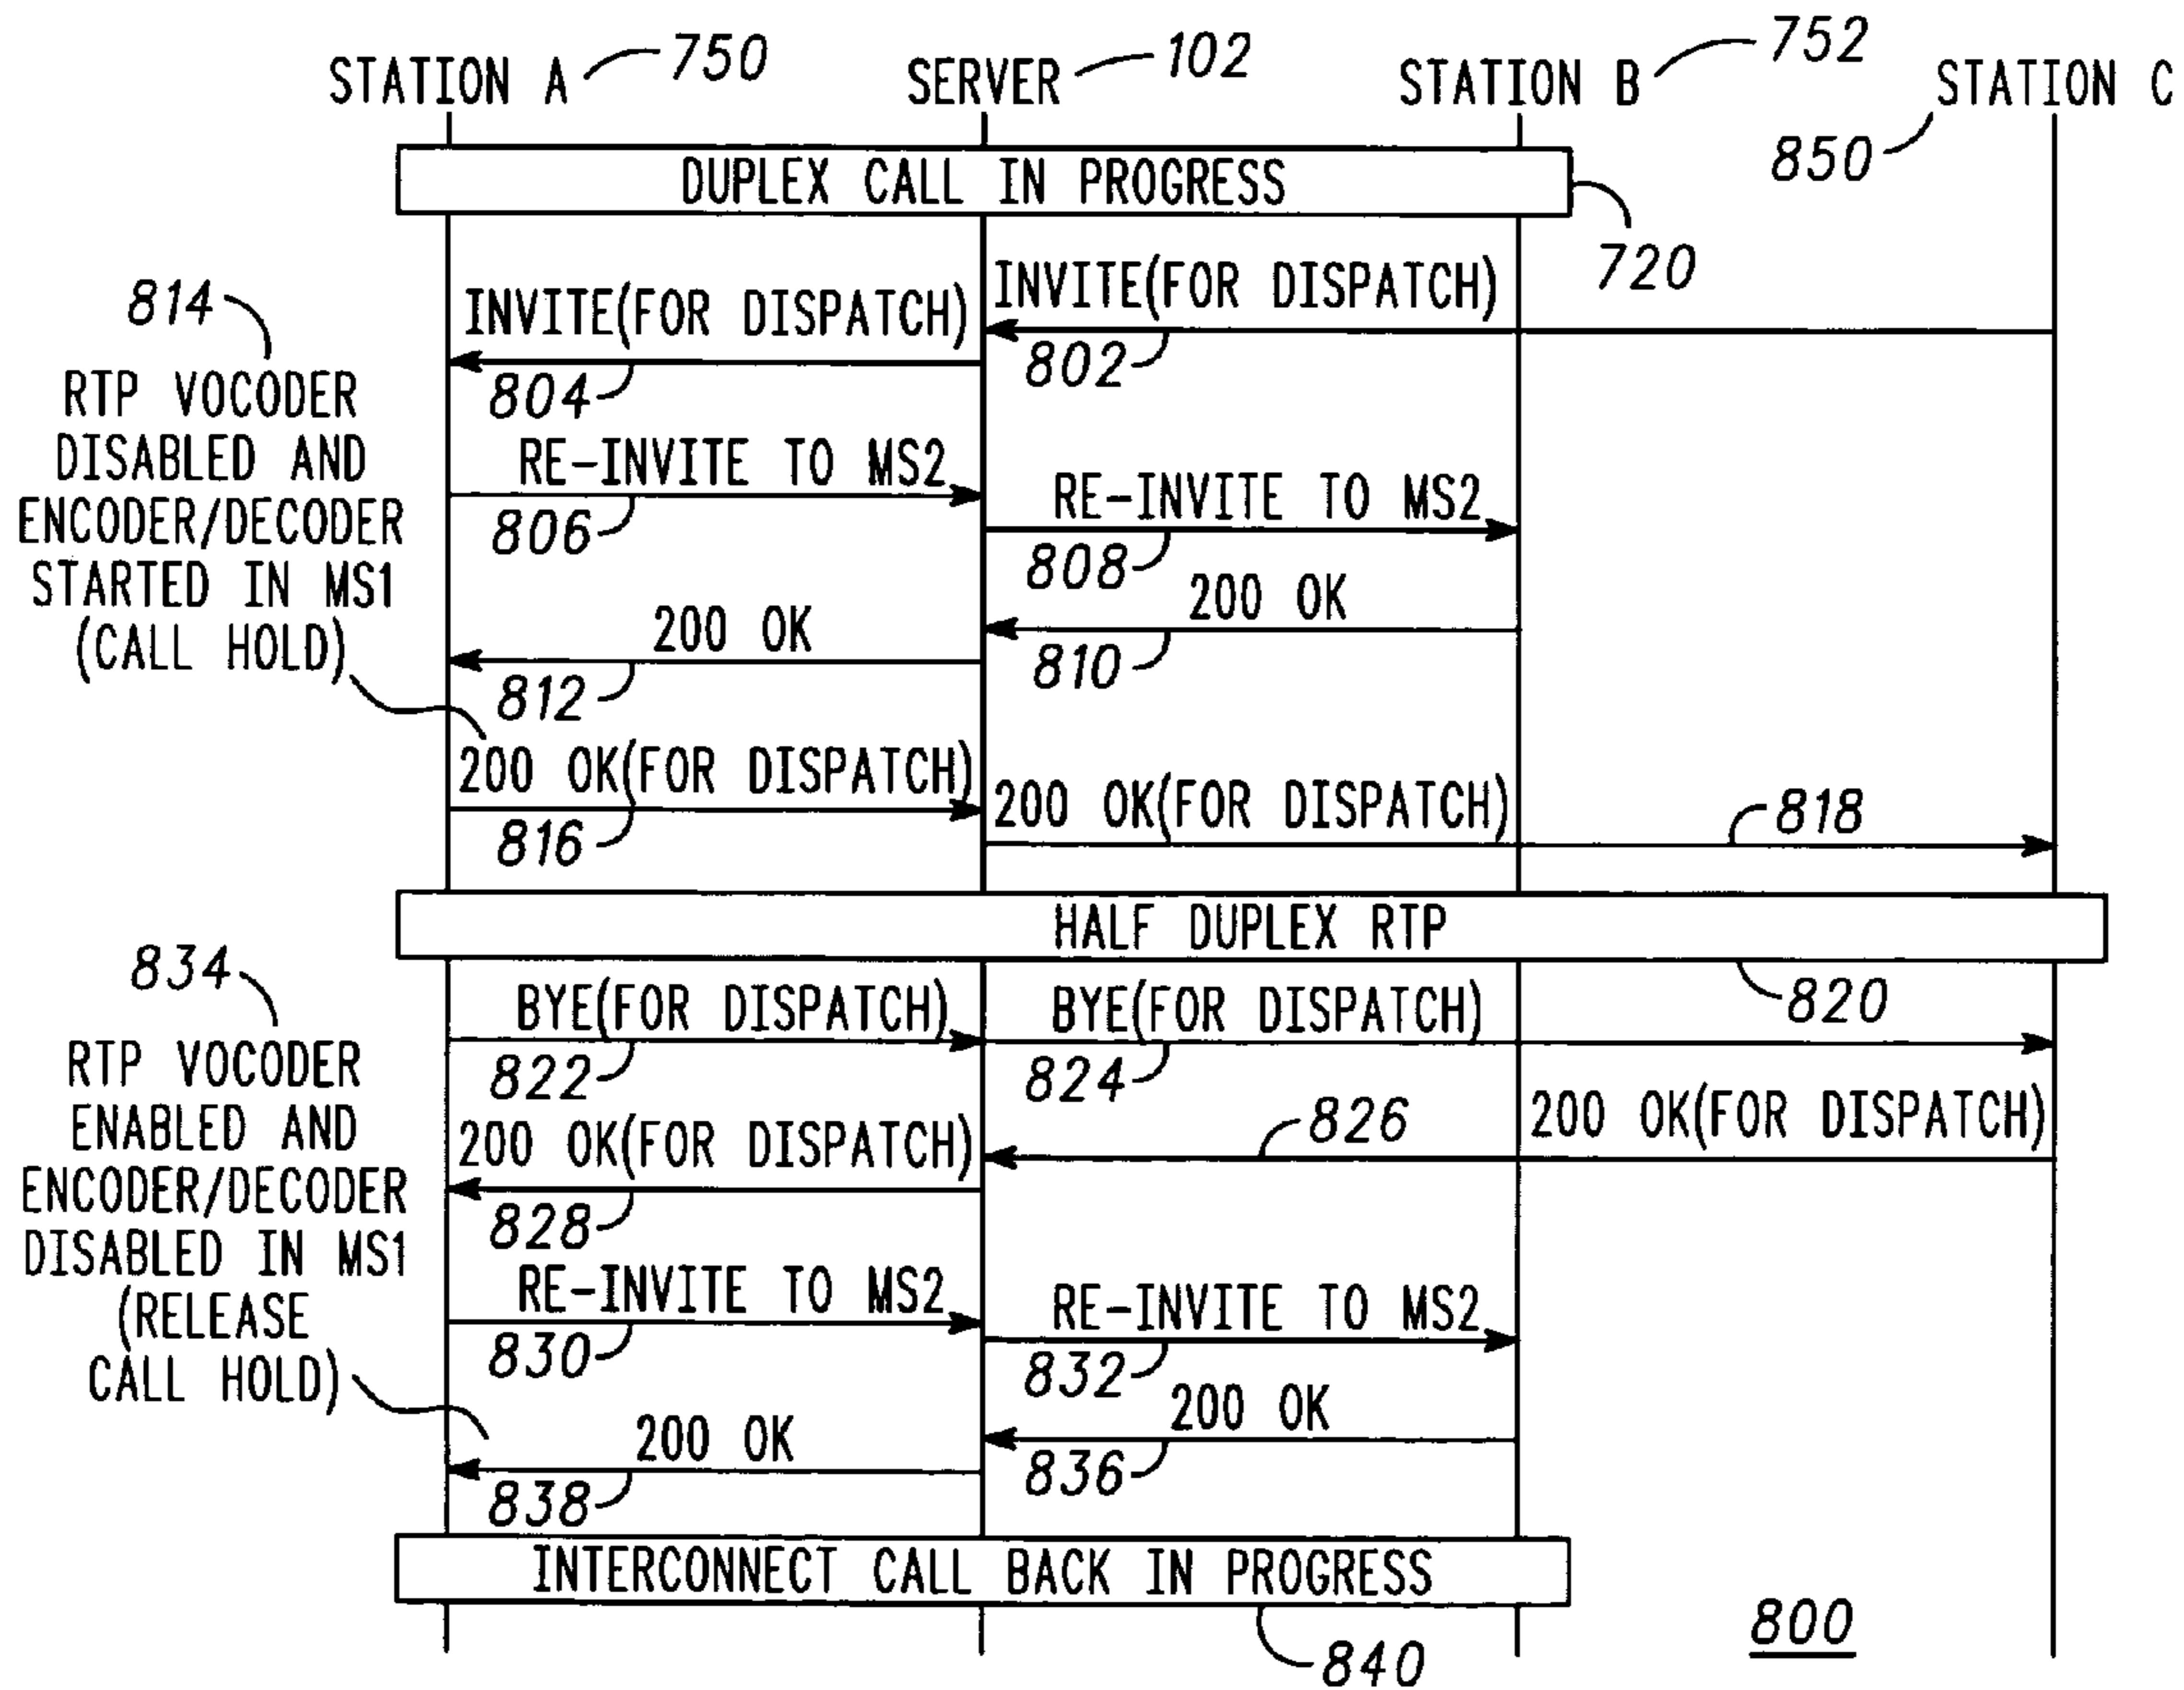 STATION A 750 SERVER 102 STATION B 752 STATION C
850
DUPLEX CALL IN PROGRESS
720
INVITE(FOR DISPATCH)
802
INVITE(FOR DISPATCH)
804
814
RTP VOCODER
DISABLED AND
ENCODER/DECODER
STARTED IN MS1
(CALL HOLD)
RE-INVITE TO MS2
806
RE-INVITE TO MS2
808
200 OK
810
200 OK
812
200 OK(FOR DISPATCH)
816
200 OK(FOR DISPATCH)
818
HALF DUPLEX RTP
820
834
RTP VOCODER
ENABLED AND
ENCODER/DECODER
DISABLED IN MS1
(RELEASE
CALL HOLD)
BYE(FOR DISPATCH)
822
BYE(FOR DISPATCH)
824
200 OK(FOR DISPATCH)
826
200 OK(FOR DISPATCH)
828
RE-INVITE TO MS2
830
RE-INVITE TO MS2
832
200 OK
836
200 OK
838
INTERCONNECT CALL BACK IN PROGRESS
840
800